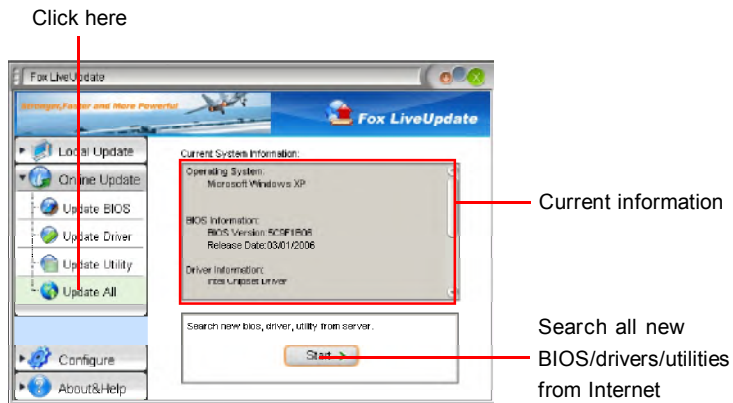 Click here
Fox LiveUpdate
Stronger,Faster and More Powerful
Fox LiveUpdate
Local Update
Online Update
Update BIOS
Update Driver
Update Utility
Update All
Configure
About&Help
Current System Information:
Operating System:
Microsoft Windows XP
BIOS Information:
BIOS Version:5C9F1B06
Release Date:03/01/2006
Driver Information:
Intel Chipset Driver
Search new bios, driver, utility from server.
Start >
Current information
Search all new
BIOS/drivers/utilities
from Internet